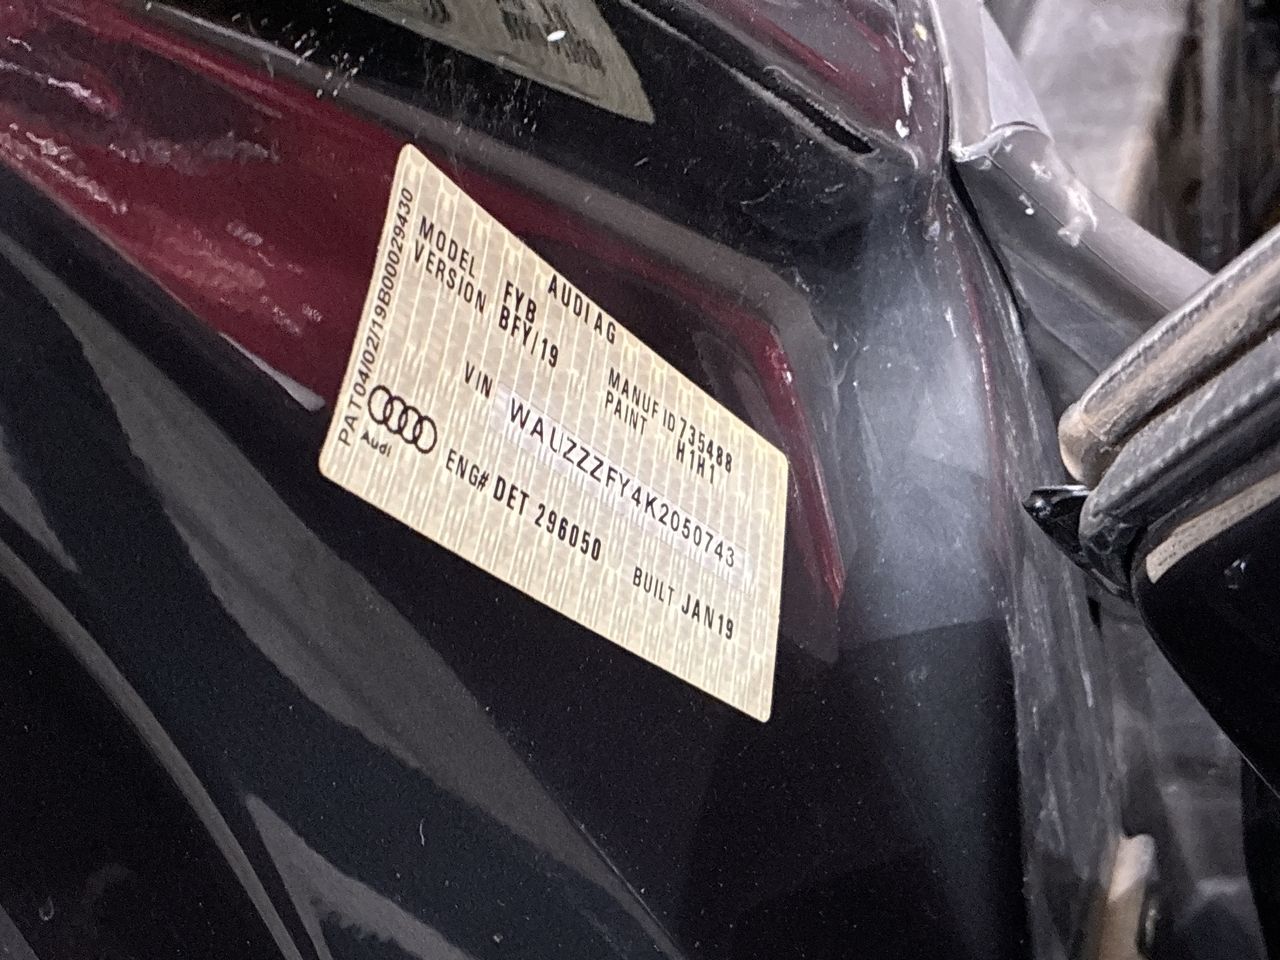 PAT04/02/19B000029430
AUDI AG
MODEL FYB MANUF ID 735488
VERSION BFY/19 PAINT H1H1
VIN WAUZZZFY4K2050743
Audi
ENG# DET 296050 BUILT JAN19